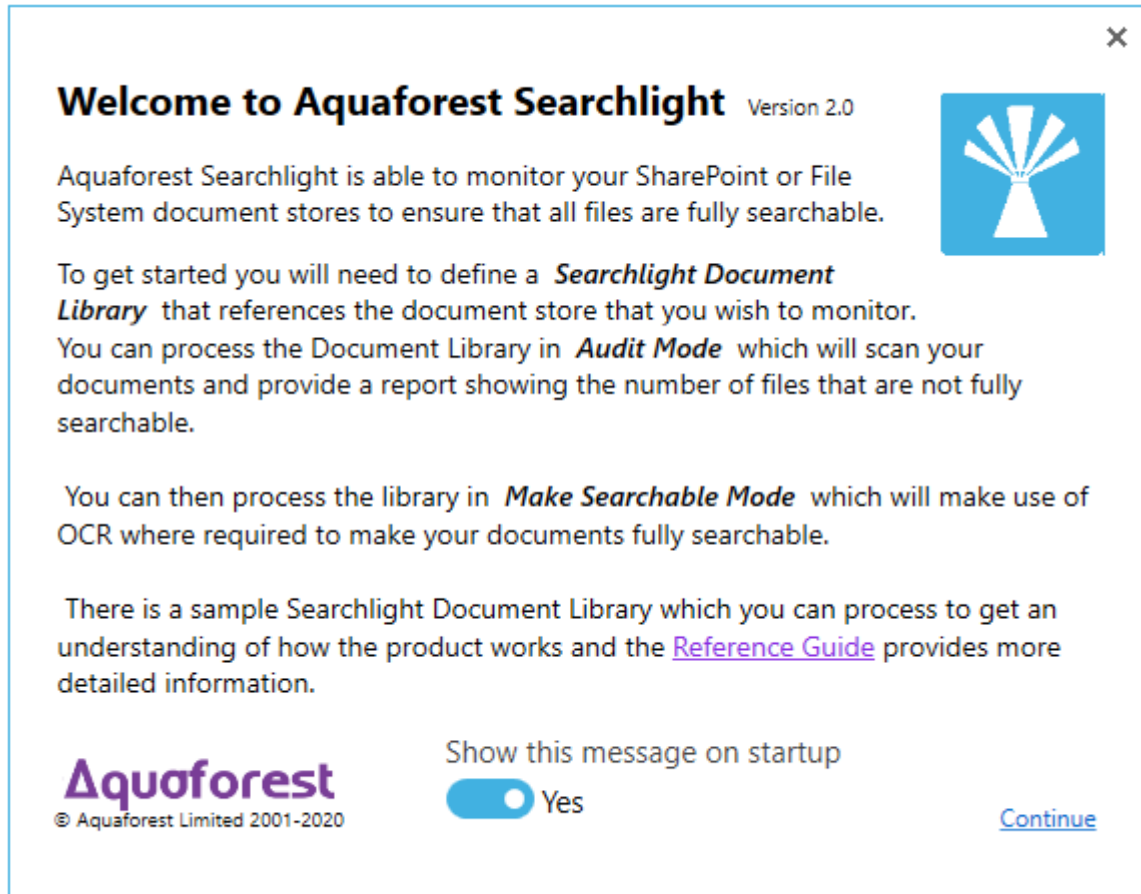 Welcome to Aquaforest Searchlight Version 2.0
Aquaforest Searchlight is able to monitor your SharePoint or File
System document stores to ensure that all files are fully searchable.
To get started you will need to define a Searchlight Document
Library that references the document store that you wish to monitor.
You can process the Document Library in Audit Mode which will scan your
documents and provide a report showing the number of files that are not fully
searchable.
You can then process the library in Make Searchable Mode which will make use of
OCR where required to make your documents fully searchable.
There is a sample Searchlight Document Library which you can process to get an
understanding of how the product works and the Reference Guide provides more
detailed information.
Show this message on startup
Yes
Aquaforest
© Aquaforest Limited 2001-2020
Continue